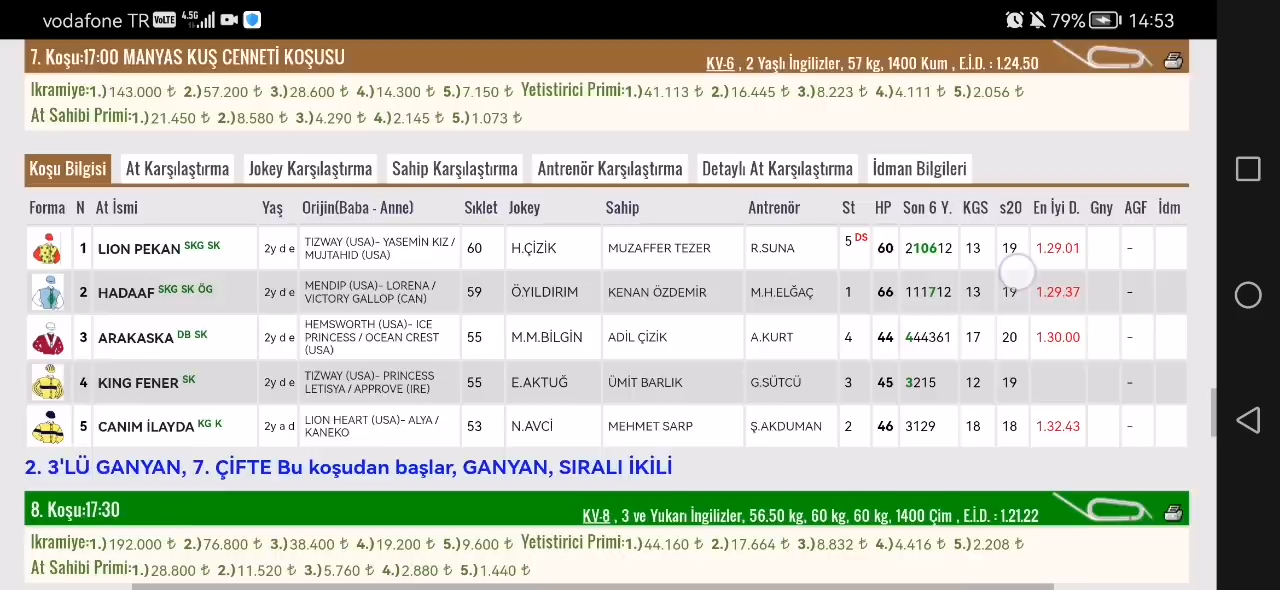 vodafone TR VoLTE 4.5G 79% 14:53
7. Koşu:17:00 MANYAS KUŞ CENNETİ KOŞUSU
KV-6 , 2 Yaşlı İngilizler, 57 kg, 1400 Kum , E.İ.D. : 1.24.50
Ikramiye:1.)143.000 ₺ 2.)57.200 ₺ 3.)28.600 ₺ 4.)14.300 ₺ 5.)7.150 ₺ Yetistirici Primi:1.)41.113 ₺ 2.)16.445 ₺ 3.)8.223 ₺ 4.)4.111 ₺ 5.)2.056 ₺
At Sahibi Primi:1.)21.450 ₺ 2.)8.580 ₺ 3.)4.290 ₺ 4.)2.145 ₺ 5.)1.073 ₺
Koşu Bilgisi At Karşılaştırma Jokey Karşılaştırma Sahip Karşılaştırma Antrenör Karşılaştırma Detaylı At Karşılaştırma İdman Bilgileri
Forma N At İsmi Yaş Orijin(Baba - Anne) Sıklet Jokey Sahip Antrenör St HP Son 6 Y. KGS s20 En İyi D. Gny AGF İdm
1 LION PEKAN SKG SK 2y d e TIZWAY (USA)- YASEMİN KIZ / MUJTAHID (USA) 60 H.ÇİZİK MUZAFFER TEZER R.SUNA 5 DS 60 210612 13 19 1.29.01 -
2 HADAAF SKG SK ÖG 2y d e MENDIP (USA)- LORENA / VICTORY GALLOP (CAN) 59 Ö.YILDIRIM KENAN ÖZDEMİR M.H.ELĞAÇ 1 66 111712 13 19 1.29.37 -
3 ARAKASKA DB SK 2y d e HEMSWORTH (USA)- ICE PRINCESS / OCEAN CREST (USA) 55 M.M.BİLGİN ADİL ÇİZİK A.KURT 4 44 444361 17 20 1.30.00 -
4 KING FENER SK 2y d e TIZWAY (USA)- PRINCESS LETISYA / APPROVE (IRE) 55 E.AKTUĞ ÜMİT BARLIK G.SÜTCÜ 3 45 3215 12 19 -
5 CANIM İLAYDA KG K 2y a d LION HEART (USA)- ALYA / KANEKO 53 N.AVCİ MEHMET SARP Ş.AKDUMAN 2 46 3129 18 18 1.32.43 -
2. 3'LÜ GANYAN, 7. ÇİFTE Bu koşudan başlar, GANYAN, SIRALI İKİLİ
8. Koşu:17:30
KV-8 , 3 ve Yukarı İngilizler, 56.50 kg, 60 kg, 60 kg, 1400 Çim , E.İ.D. : 1.21.22
Ikramiye:1.)192.000 ₺ 2.)76.800 ₺ 3.)38.400 ₺ 4.)19.200 ₺ 5.)9.600 ₺ Yetistirici Primi:1.)44.160 ₺ 2.)17.664 ₺ 3.)8.832 ₺ 4.)4.416 ₺ 5.)2.208 ₺
At Sahibi Primi:1.)28.800 ₺ 2.)11.520 ₺ 3.)5.760 ₺ 4.)2.880 ₺ 5.)1.440 ₺